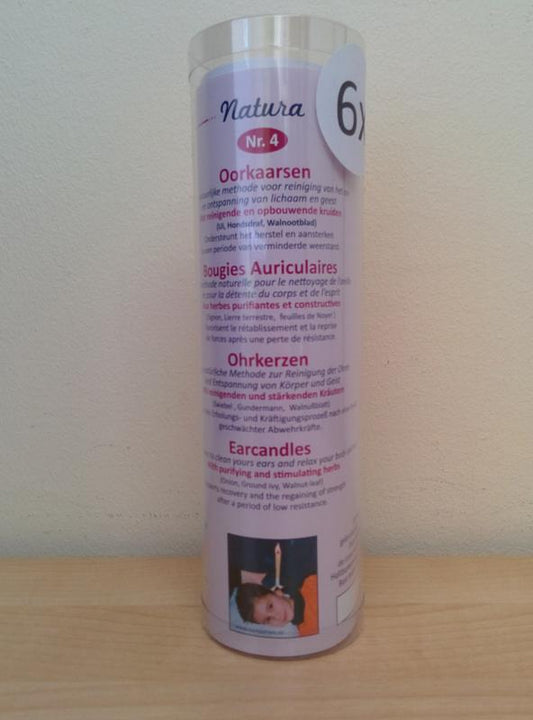 Natura
6x
Nr. 4
Oorkaarsen
methode voor reiniging van het
ontspanning van lichaam en geest
reinigende en opbouwende kruiden
(Ui, Hondsdraf, Walnootblad)
Ondersteunt het herstel en aansterken
een periode van verminderde weerstand.
Bougies Auriculaires
naturelle pour le nettoyage de
pour la détente du corps et de l'esprit
herbes purifiantes et constructives
(Oignon, Lierre terrestre, feuilles de Noyer)
le rétablissement et la reprise
forces après une perte de résistance.
Ohrkerzen
Methode zur Reinigung der Ohren
und Entspannung von Körper und Geist
reinigenden und stärkenden Kräutern
(Zwiebel, Gundermann, Walnußblatt)
Erholungs- und Kräftigungsprozeß nach
geschwächter Abwehrkräfte.
Earcandles
clean yours ears and relax your body
With purifying and stimulating herbs
(Onion, Ground ivy, Walnut-leaf)
recovery and the regaining of strength
after a period of low resistance.